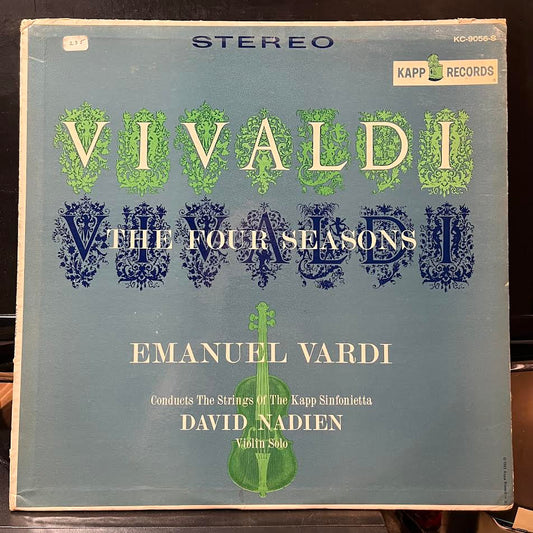 STEREO
KC-9056-S
KAPP RECORDS
VIVALDI
VIVALDI
THE FOUR SEASONS
EMANUEL VARDI
Conducts The Strings Of The Kapp Sinfonietta
DAVID NADIEN
Violin Solo